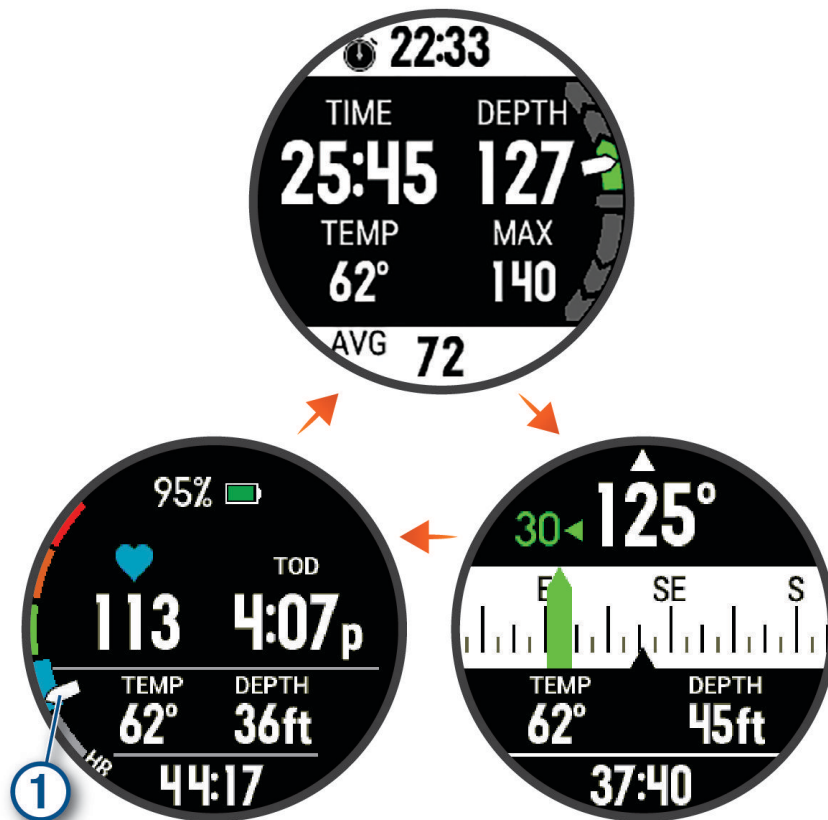 22:33
TIME DEPTH
25:45 127
TEMP MAX
62° 140
AVG 72
95%
TOD
113 4:07p
TEMP DEPTH
62° 36ft
HR
44:17
1
125°
30
E SE S
TEMP DEPTH
62° 45ft
37:40